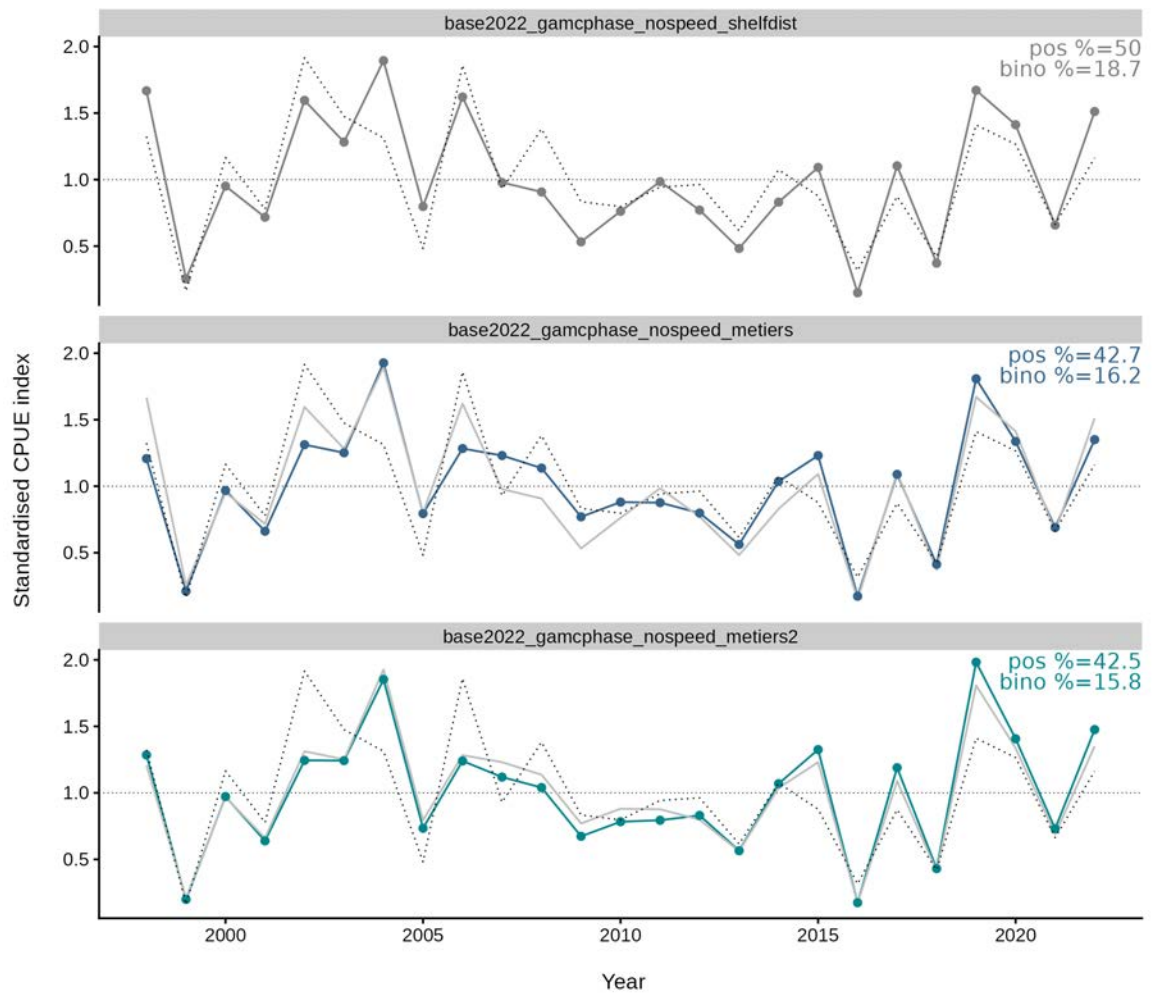 base2022_gamcphase_nospeed_shelfdist
pos %=50
bino %=18.7
2.0
1.5
1.0
0.5
base2022_gamcphase_nospeed_metiers
pos %=42.7
bino %=16.2
2.0
1.5
1.0
0.5
Standardised CPUE index
base2022_gamcphase_nospeed_metiers2
pos %=42.5
bino %=15.8
2.0
1.5
1.0
0.5
2000 2005 2010 2015 2020
Year